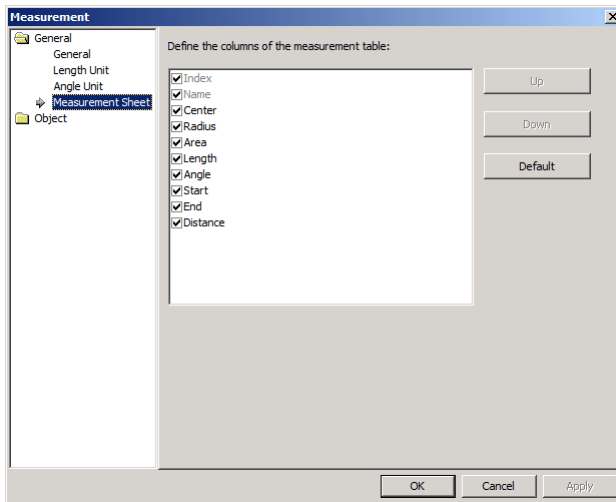 Measurement
General
General
Length Unit
Angle Unit
Measurement Sheet
Object
Define the columns of the measurement table:
Index
Name
Center
Radius
Area
Length
Angle
Start
End
Distance
Up
Down
Default
OK
Cancel
Apply